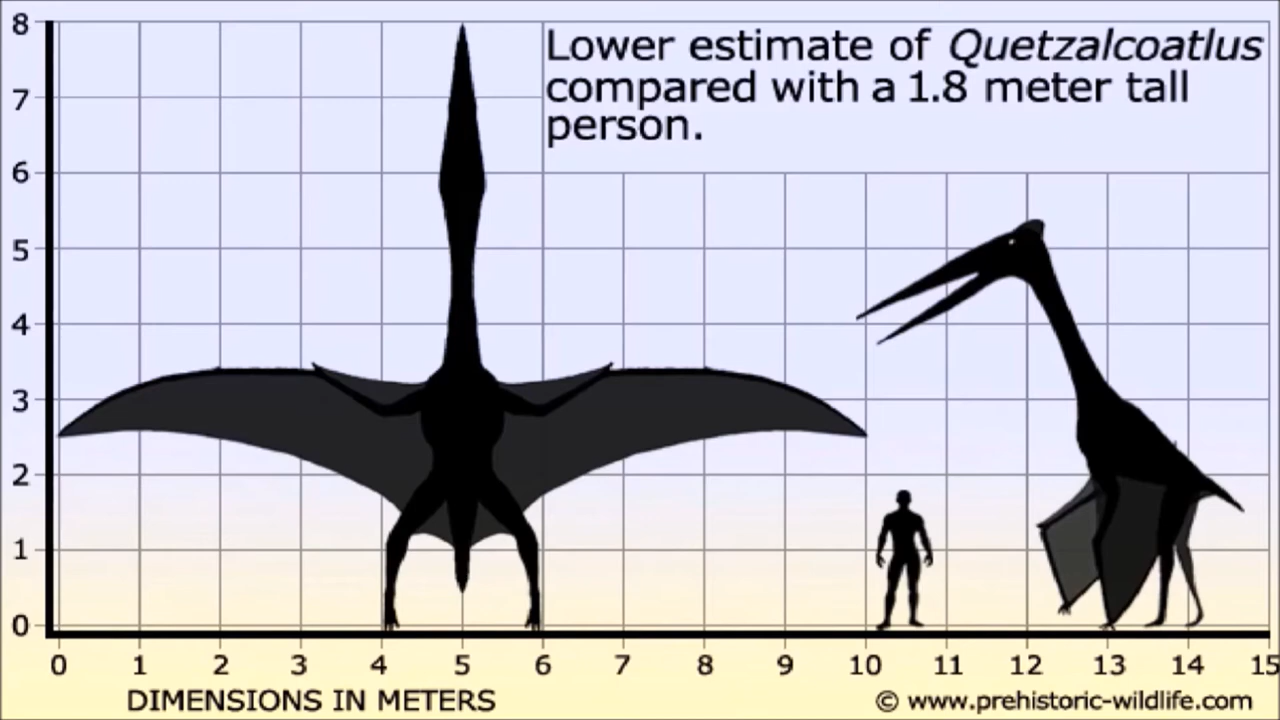 Lower estimate of Quetzalcoatlus
compared with a 1.8 meter tall
person.
8
7
6
5
4
3
2
1
0
0 1 2 3 4 5 6 7 8 9 10 11 12 13 14 15
DIMENSIONS IN METERS
© www.prehistoric-wildlife.com